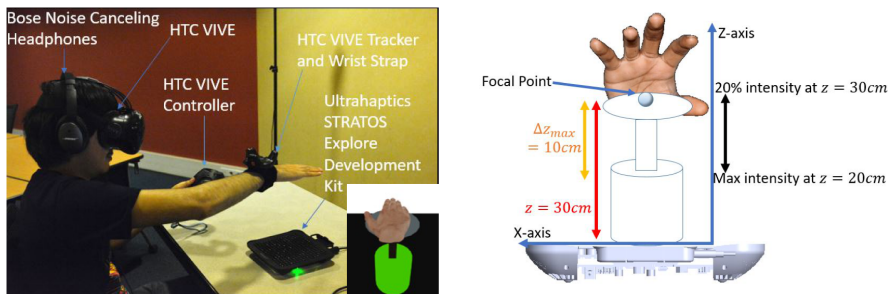 Bose Noise Canceling
Headphones
HTC VIVE
HTC VIVE
Controller
HTC VIVE Tracker
and Wrist Strap
Ultrahaptics
STRATOS
Explore
Development
Kit
Z-axis
Focal Point
20% intensity at z = 30cm
Δz_max
= 10cm
Max intensity at z = 20cm
z = 30cm
X-axis